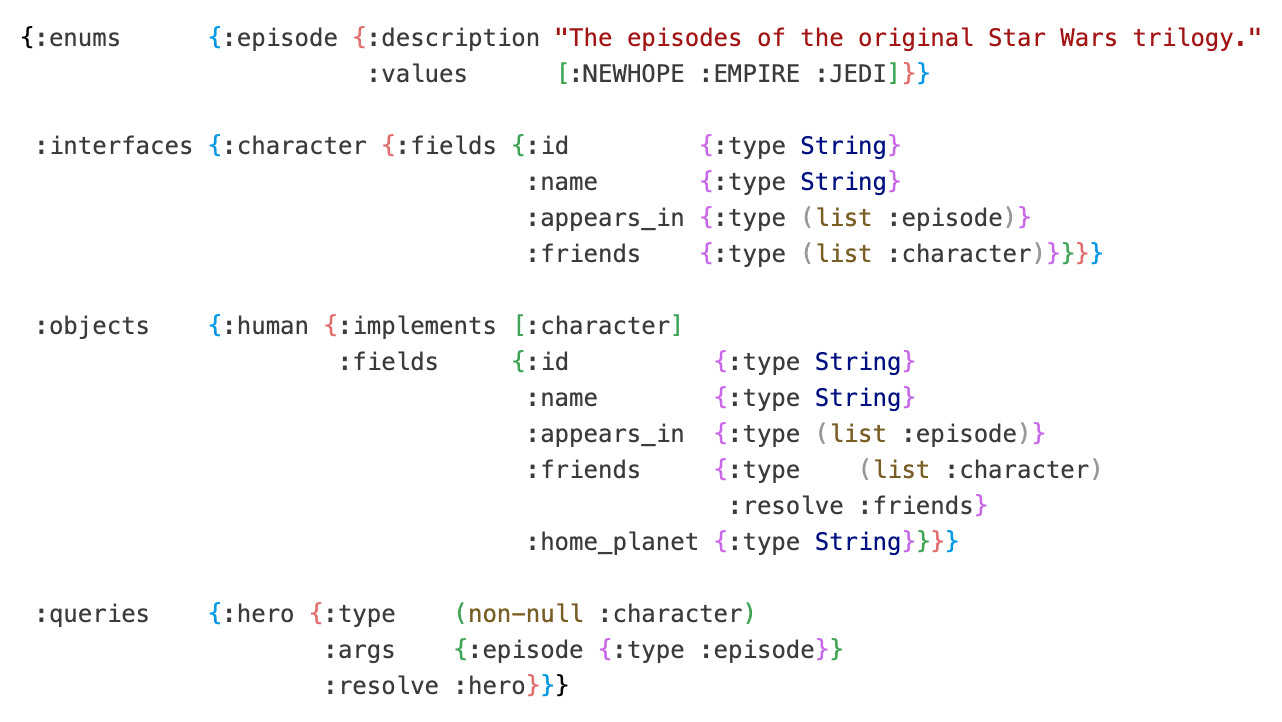 {:enums      {:episode {:description "The episodes of the original Star Wars trilogy."
                        :values      [:NEWHOPE :EMPIRE :JEDI]}}

 :interfaces {:character {:fields {:id         {:type String}
                                   :name       {:type String}
                                   :appears_in {:type (list :episode)}
                                   :friends    {:type (list :character)}}}}

 :objects    {:human {:implements [:character]
                      :fields     {:id          {:type String}
                                   :name        {:type String}
                                   :appears_in  {:type (list :episode)}
                                   :friends     {:type    (list :character)
                                                 :resolve :friends}
                                   :home_planet {:type String}}}}

 :queries    {:hero {:type    (non-null :character)
                     :args    {:episode {:type :episode}}
                     :resolve :hero}}}